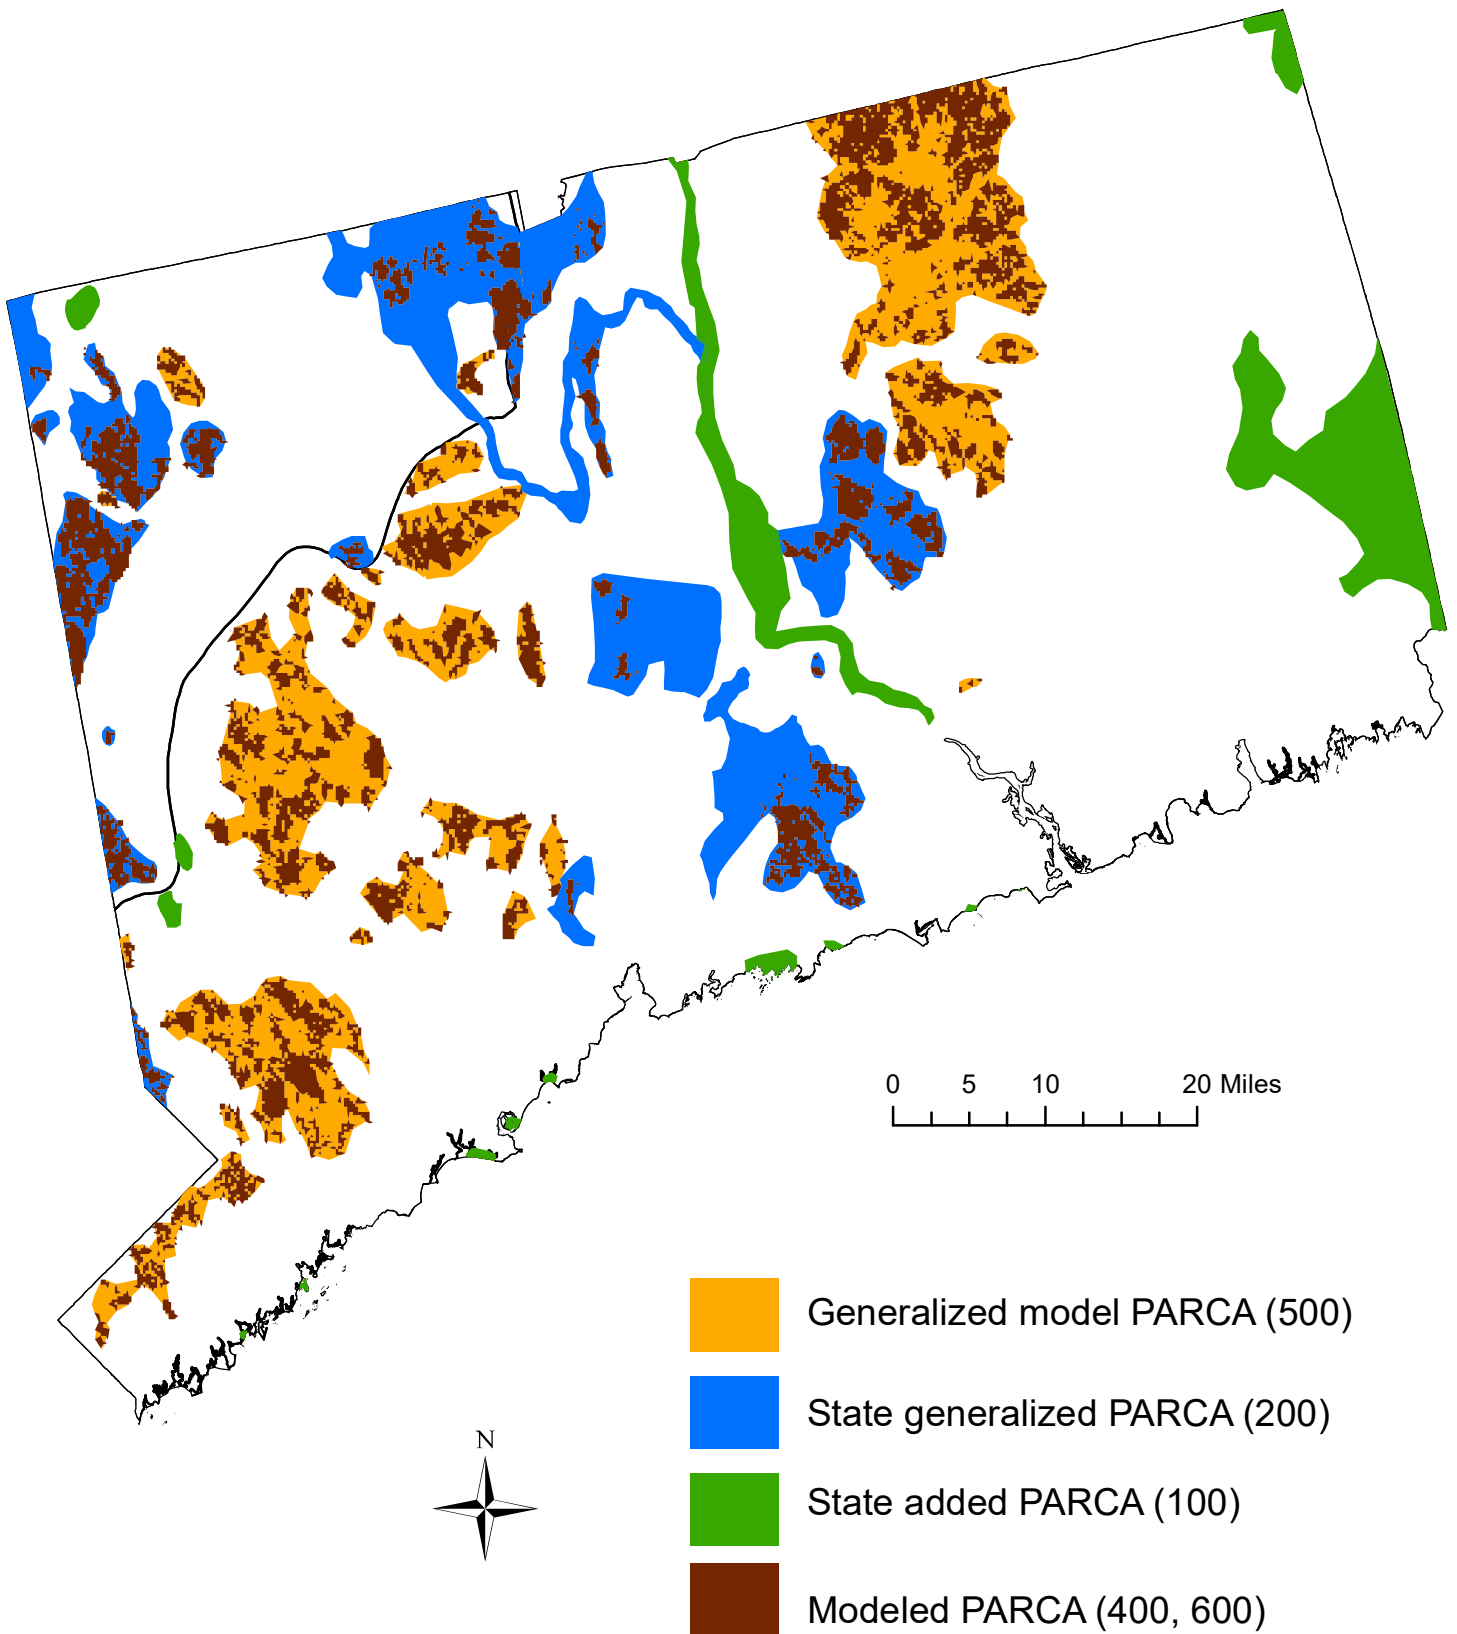 0 5 10 20 Miles
Generalized model PARCA (500)
State generalized PARCA (200)
N
State added PARCA (100)
Modeled PARCA (400, 600)